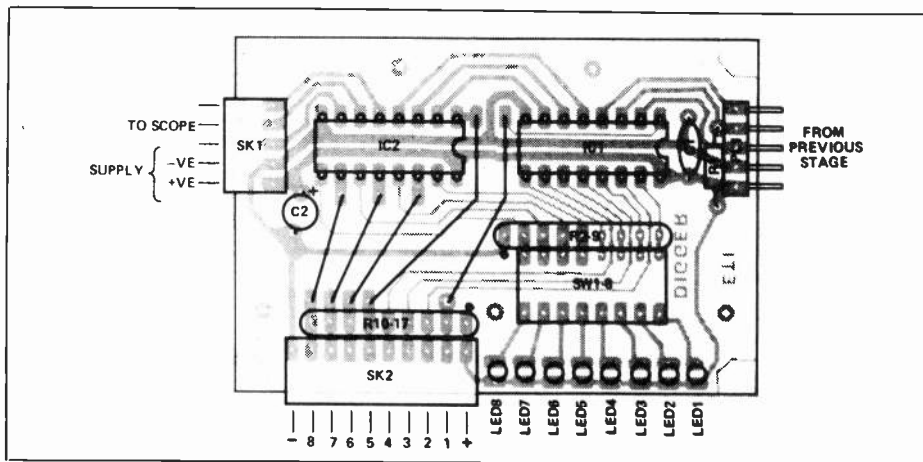 TO SCOPE
SUPPLY
-VE
+VE
SK1
IC2
C2
+
FROM
PREVIOUS
STAGE
R2-9
SW1-8
DIGGER
ETI
R10-17
SK2
- 8 7 6 5 4 3 2 1 +
LED8 LED7 LED6 LED5 LED4 LED3 LED2 LED1